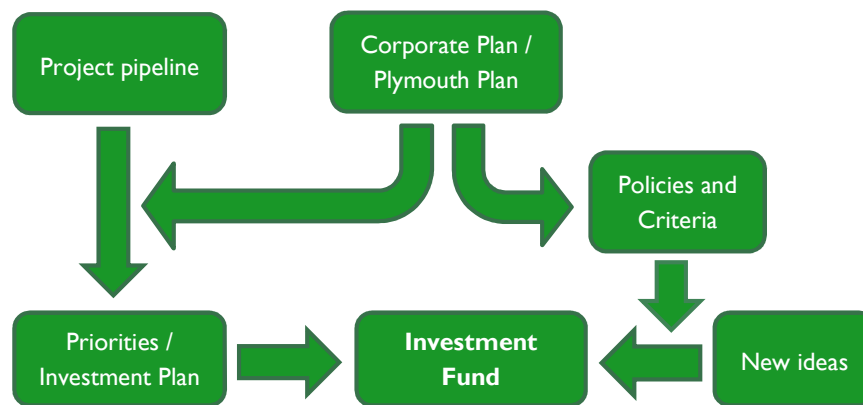 Project pipeline
Corporate Plan /
Plymouth Plan
Policies and
Criteria
Priorities /
Investment Plan
Investment
Fund
New ideas